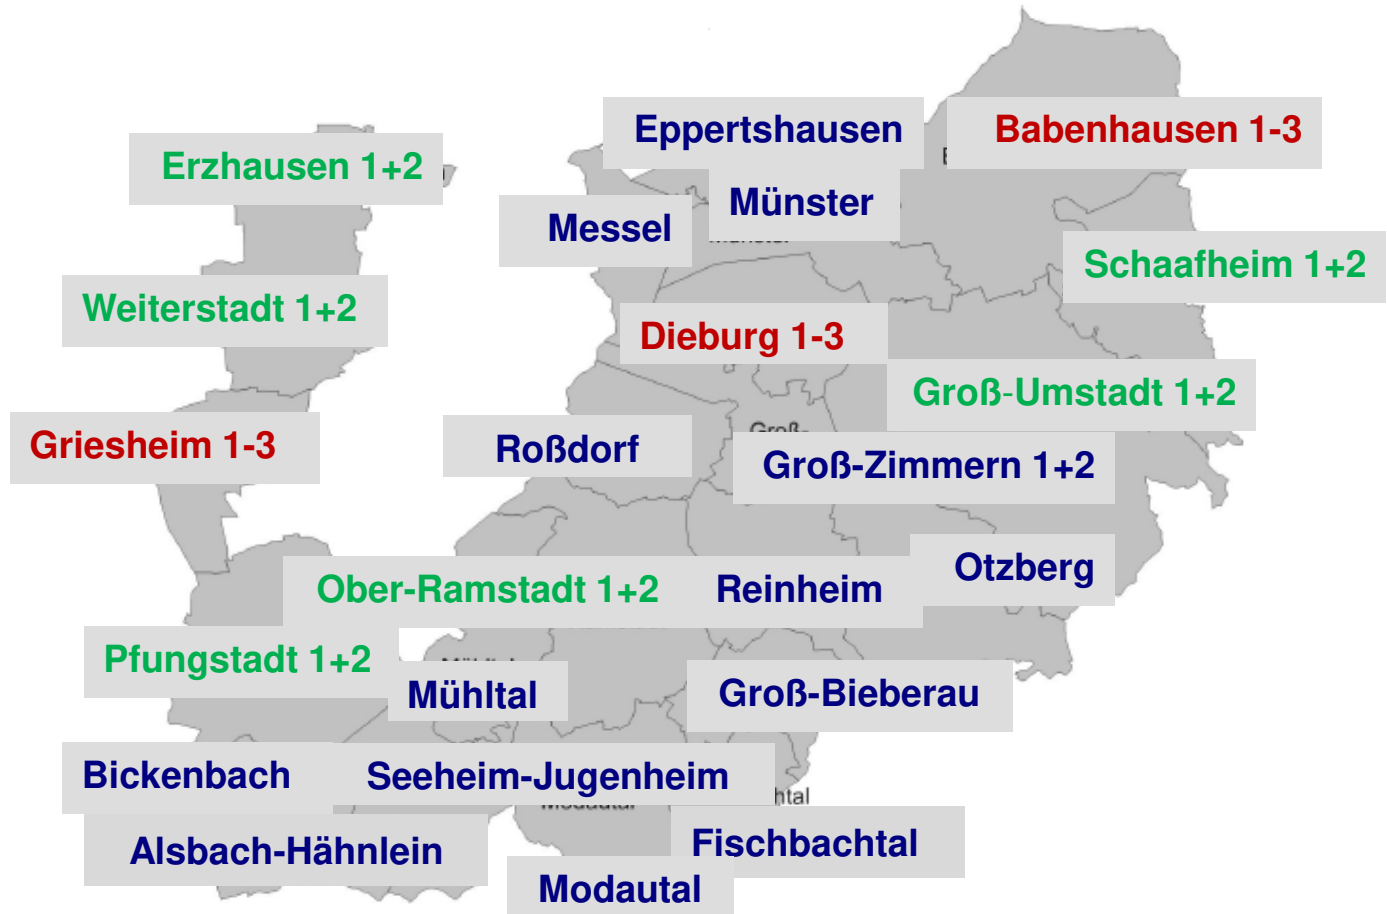 Eppertshausen
Babenhausen 1-3
Erzhausen 1+2
Münster
Messel
Schaafheim 1+2
Weiterstadt 1+2
Dieburg 1-3
Groß-Umstadt 1+2
Groß-
Griesheim 1-3
Roßdorf
Groß-Zimmern 1+2
Otzberg
Ober-Ramstadt 1+2
Reinheim
Pfungstadt 1+2
Mühltal
Groß-Bieberau
Bickenbach
Seeheim-Jugenheim
htal
Fischbachtal
Alsbach-Hähnlein
Modautal